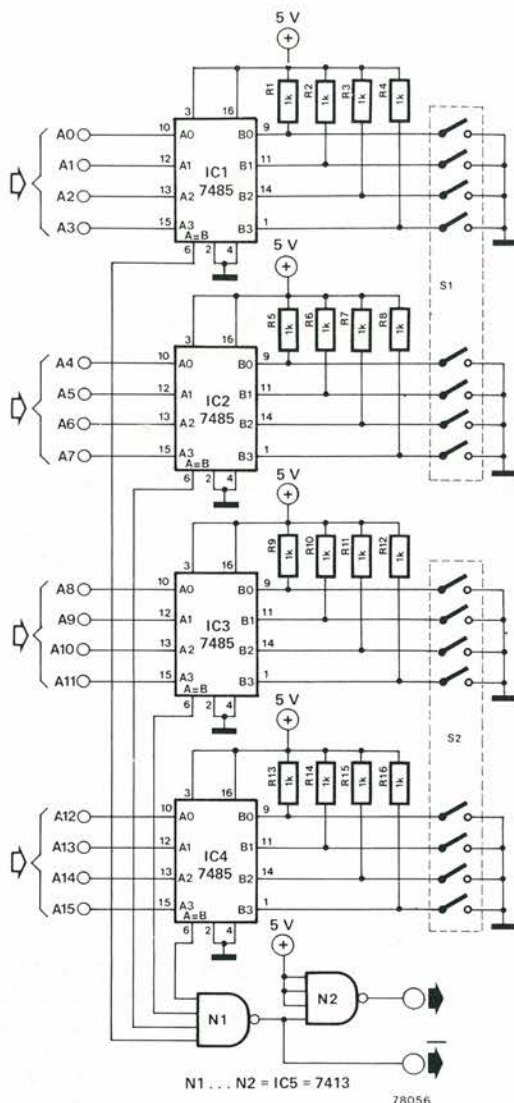 5 V
R1 1k R2 1k R3 1k R4 1k
3 16
A0 10 A0 B0 9
A1 12 A1 IC1 B1 11
A2 13 A2 7485 B2 14
A3 15 A3 B3 1
A=B
6 2 4
S1
5 V
R5 1k R6 1k R7 1k R8 1k
3 16
A4 10 A0 B0 9
A5 12 A1 IC2 B1 11
A6 13 A2 7485 B2 14
A7 15 A3 B3 1
A=B
6 2 4
5 V
R9 1k R10 1k R11 1k R12 1k
3 16
A8 10 A0 B0 9
A9 12 A1 IC3 B1 11
A10 13 A2 7485 B2 14
A11 15 A3 B3 1
A=B
6 2 4
S2
5 V
R13 1k R14 1k R15 1k R16 1k
3 16
A12 10 A0 B0 9
A13 12 A1 IC4 B1 11
A14 13 A2 7485 B2 14
A15 15 A3 B3 1
A=B
6 2 4
5 V
N1 N2
N1 ... N2 = IC5 = 7413
78056